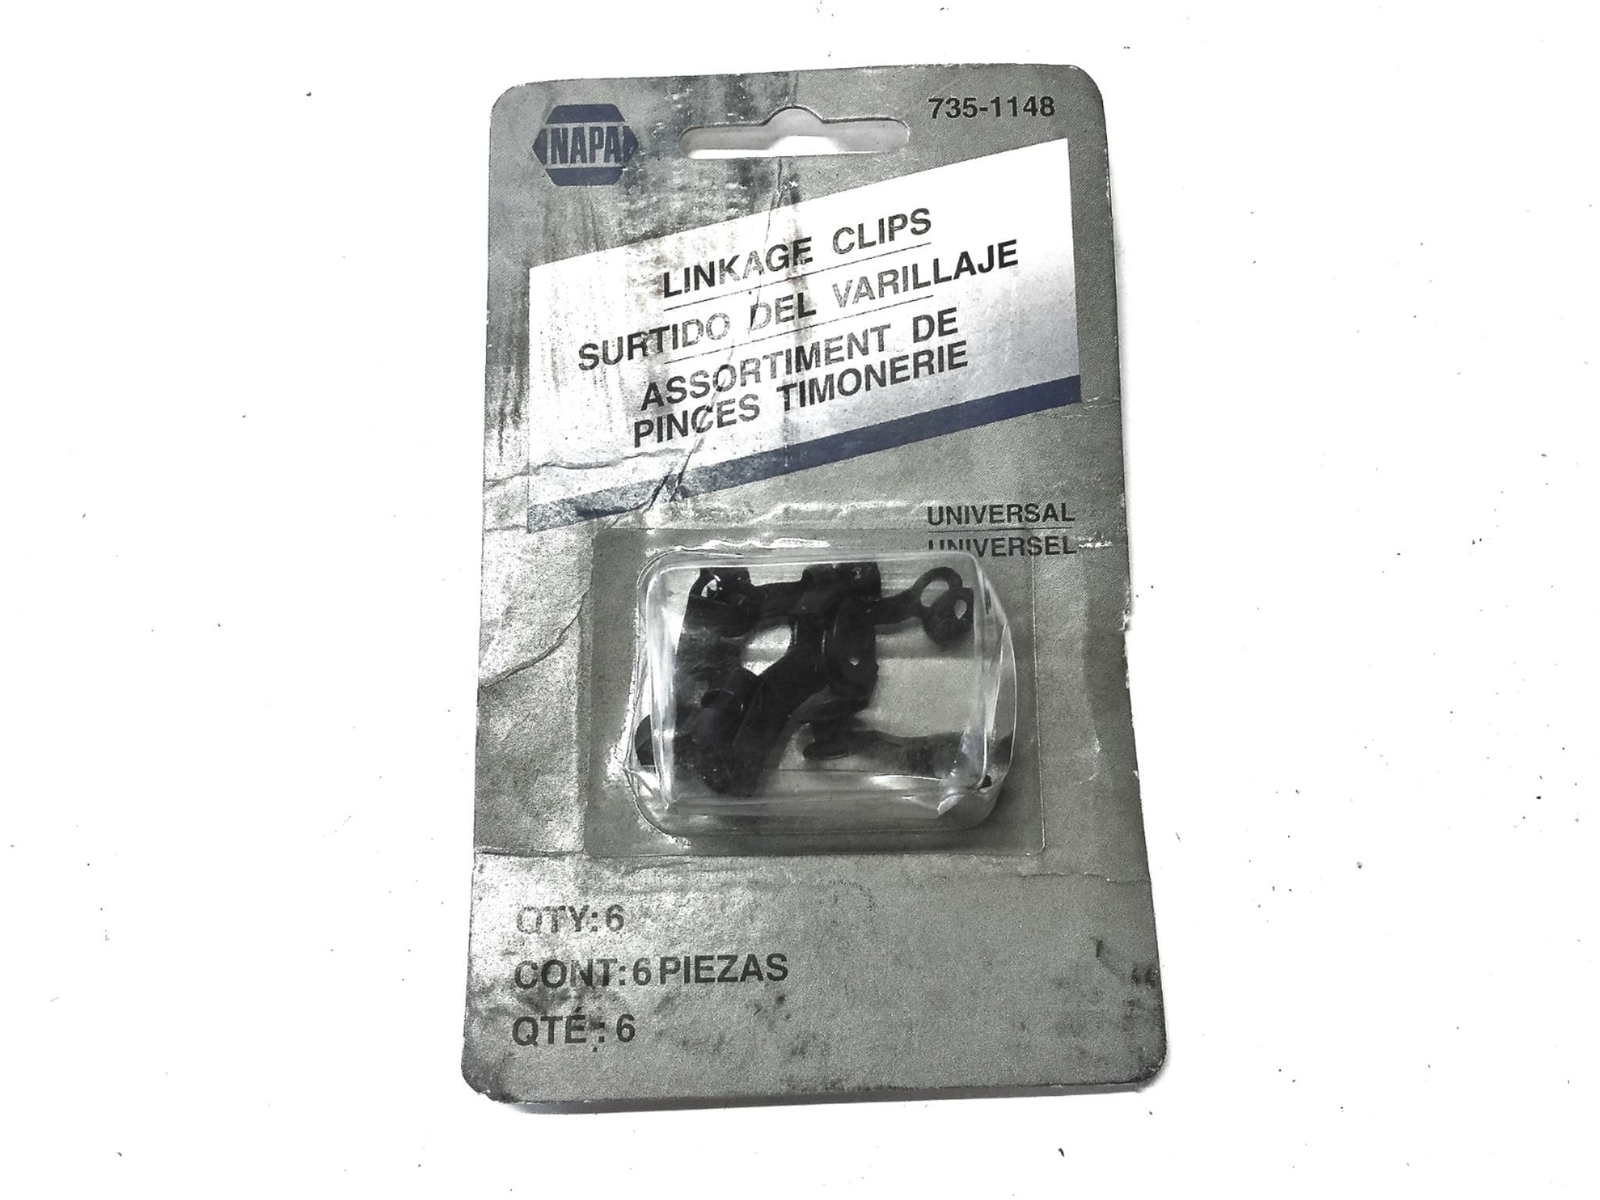 NAPA
735-1148
LINKAGE CLIPS
SURTIDO DEL VARILLAJE
ASSORTIMENT DE
PINCES TIMONERIE
UNIVERSAL
UNIVERSEL
QTY: 6
CONT: 6 PIEZAS
QTÉ: 6